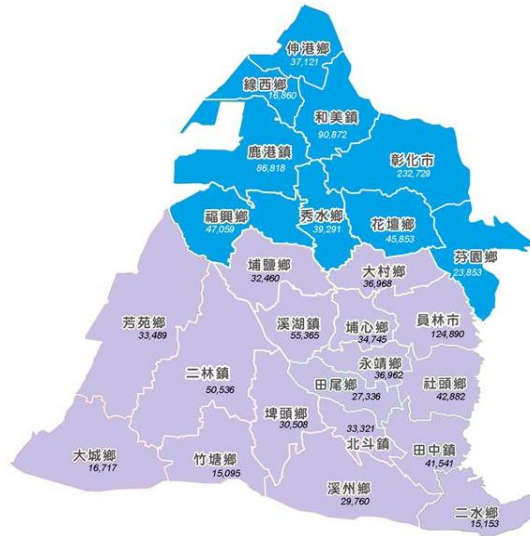 伸港鄉
37,121
線西鄉
16,860
和美鎮
90,872
鹿港鎮
86,818
彰化市
232,729
福興鄉
47,059
秀水鄉
39,291
花壇鄉
45,853
芬園鄉
23,853
埔鹽鄉
32,460
大村鄉
36,968
芳苑鄉
33,489
溪湖鎮
55,365
埔心鄉
34,745
員林市
124,890
二林鎮
50,536
永靖鄉
36,962
田尾鄉
27,336
社頭鄉
42,882
埤頭鄉
30,508
33,321
北斗鎮
田中鎮
41,541
大城鄉
16,717
竹塘鄉
15,095
溪州鄉
29,760
二水鄉
15,153